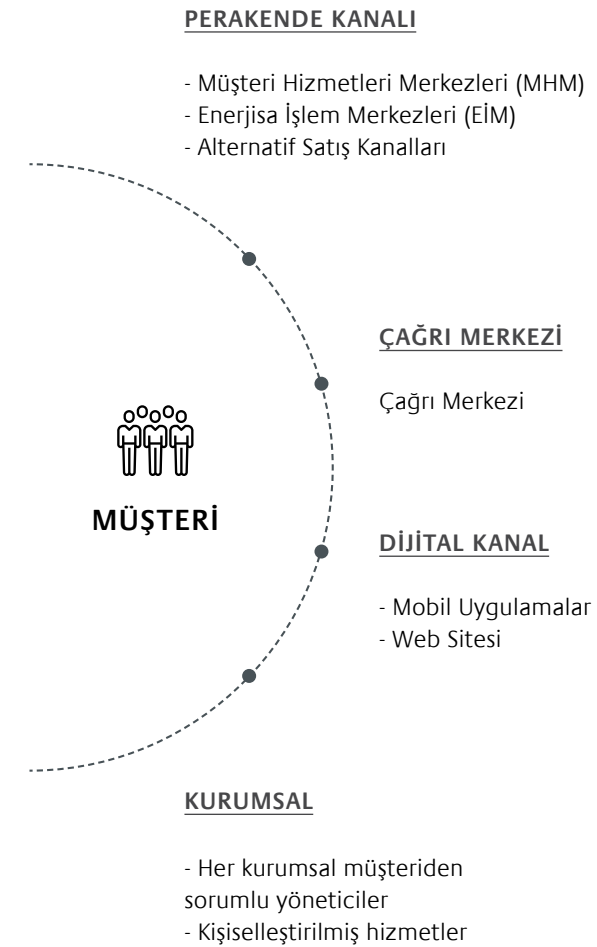 PERAKENDE KANALI
- Müşteri Hizmetleri Merkezleri (MHM)
- Enerjisa İşlem Merkezleri (EİM)
- Alternatif Satış Kanalları
ÇAĞRI MERKEZİ
Çağrı Merkezi
MÜŞTERİ
DİJİTAL KANAL
- Mobil Uygulamalar
- Web Sitesi
KURUMSAL
- Her kurumsal müşteriden
sorumlu yöneticiler
- Kişiselleştirilmiş hizmetler